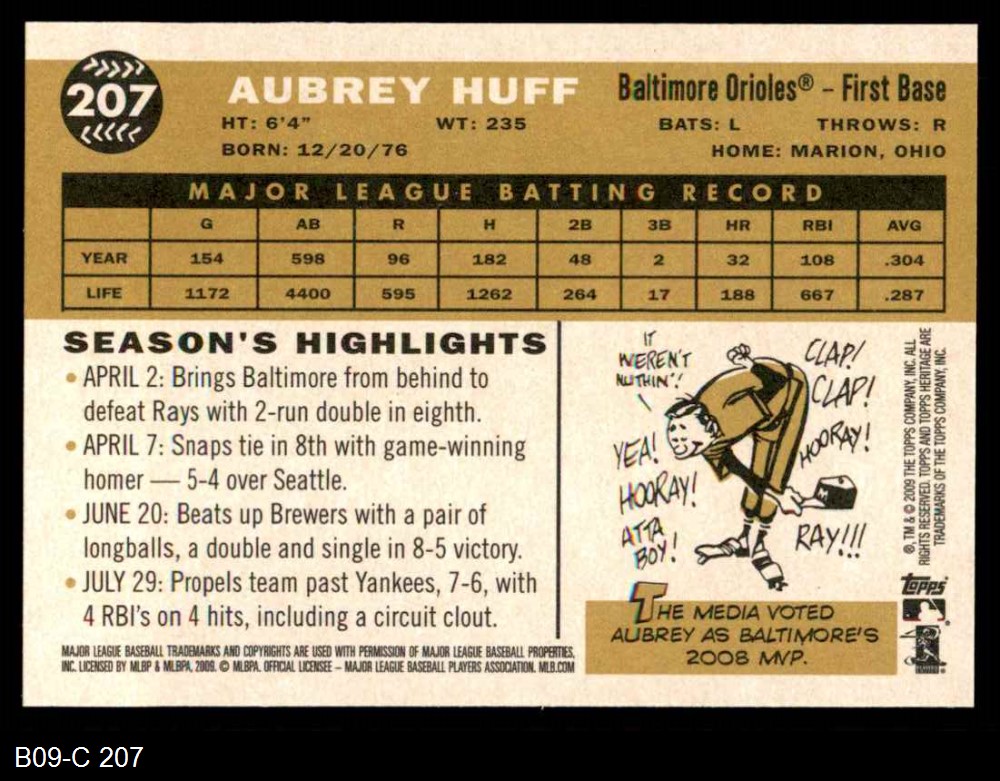 207
AUBREY HUFF
Baltimore Orioles® – First Base
HT: 6'4" WT: 235 BATS: L THROWS: R
BORN: 12/20/76 HOME: MARION, OHIO
MAJOR LEAGUE BATTING RECORD
G AB R H 2B 3B HR RBI AVG
YEAR 154 598 96 182 48 2 32 108 .304
LIFE 1172 4400 595 1262 264 17 188 667 .287
SEASON'S HIGHLIGHTS
• APRIL 2: Brings Baltimore from behind to
defeat Rays with 2-run double in eighth.
• APRIL 7: Snaps tie in 8th with game-winning
homer — 5-4 over Seattle.
• JUNE 20: Beats up Brewers with a pair of
longballs, a double and single in 8-5 victory.
• JULY 29: Propels team past Yankees, 7-6, with
4 RBI's on 4 hits, including a circuit clout.
MAJOR LEAGUE BASEBALL TRADEMARKS AND COPYRIGHTS ARE USED WITH PERMISSION OF MAJOR LEAGUE BASEBALL PROPERTIES,
INC. LICENSED BY MLBP & MLBPA, 2009. © MLBPA. OFFICIAL LICENSEE – MAJOR LEAGUE BASEBALL PLAYERS ASSOCIATION. MLB.COM
IT
WEREN'T
NUTHIN'!
YEA!
HOORAY!
ATTA
BOY!
CLAP!
CLAP!
HOORAY!
M
RAY!!!
THE MEDIA VOTED
AUBREY AS BALTIMORE'S
2008 MVP.
®, TM & © 2009 THE TOPPS COMPANY, INC. ALL
RIGHTS RESERVED. TOPPS AND TOPPS HERITAGE ARE
TRADEMARKS OF THE TOPPS COMPANY, INC.
topps
B09-C 207